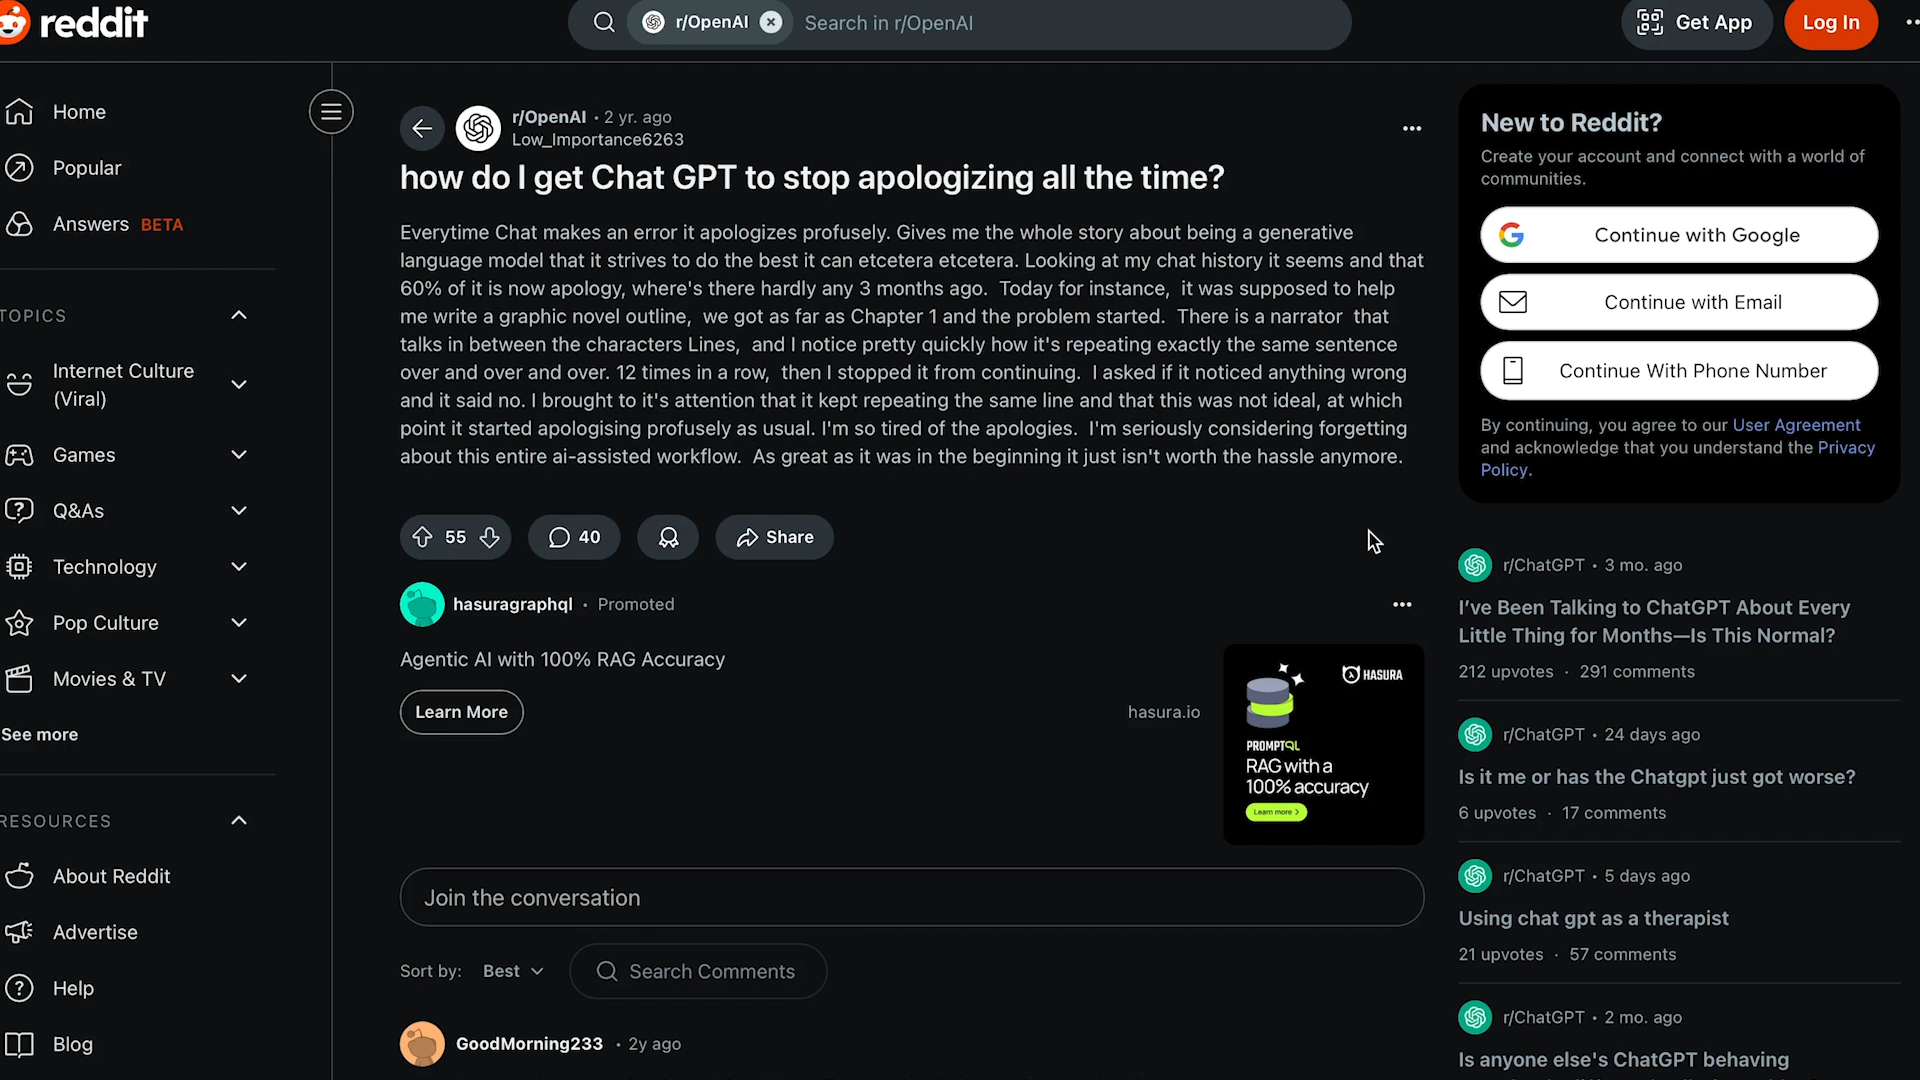 reddit
r/OpenAI
Search in r/OpenAI
Get App
Log In
Home
Popular
Answers BETA
TOPICS
Internet Culture
(Viral)
Games
Q&As
Technology
Pop Culture
Movies & TV
See more
RESOURCES
About Reddit
Advertise
Help
Blog
r/OpenAI • 2 yr. ago
Low_Importance6263
how do I get Chat GPT to stop apologizing all the time?
Everytime Chat makes an error it apologizes profusely. Gives me the whole story about being a generative
language model that it strives to do the best it can etcetera etcetera. Looking at my chat history it seems and that
60% of it is now apology, where's there hardly any 3 months ago. Today for instance, it was supposed to help
me write a graphic novel outline, we got as far as Chapter 1 and the problem started. There is a narrator that
talks in between the characters Lines, and I notice pretty quickly how it's repeating exactly the same sentence
over and over and over. 12 times in a row, then I stopped it from continuing. I asked if it noticed anything wrong
and it said no. I brought to it's attention that it kept repeating the same line and that this was not ideal, at which
point it started apologising profusely as usual. I'm so tired of the apologies. I'm seriously considering forgetting
about this entire ai-assisted workflow. As great as it was in the beginning it just isn't worth the hassle anymore.
55
40
Share
hasuragraphql • Promoted
Agentic AI with 100% RAG Accuracy
Learn More
hasura.io
HASURA
PROMPTQL
RAG with a
100% accuracy
Learn more >
Join the conversation
Sort by: Best
Search Comments
GoodMorning233 • 2y ago
New to Reddit?
Create your account and connect with a world of
communities.
Continue with Google
Continue with Email
Continue With Phone Number
By continuing, you agree to our User Agreement
and acknowledge that you understand the Privacy
Policy.
r/ChatGPT • 3 mo. ago
I've Been Talking to ChatGPT About Every
Little Thing for Months—Is This Normal?
212 upvotes · 291 comments
r/ChatGPT • 24 days ago
Is it me or has the Chatgpt just got worse?
6 upvotes · 17 comments
r/ChatGPT • 5 days ago
Using chat gpt as a therapist
21 upvotes · 57 comments
r/ChatGPT • 2 mo. ago
Is anyone else's ChatGPT behaving